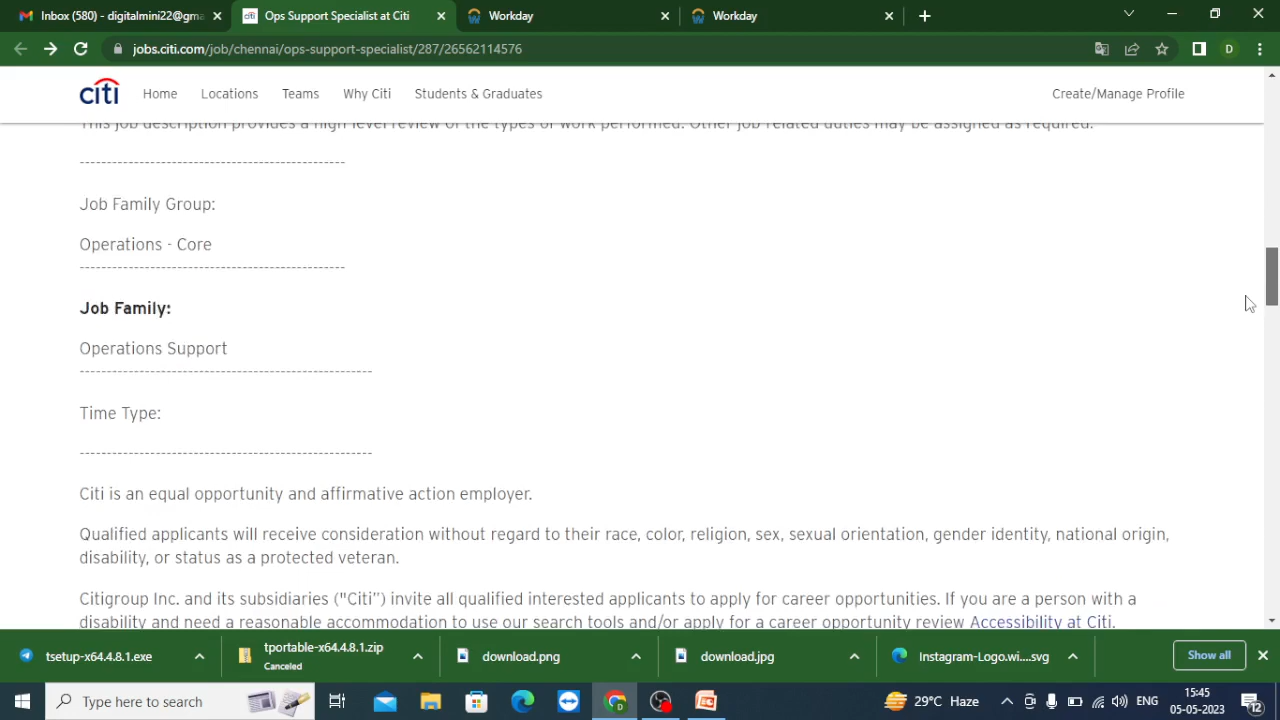 Inbox (580) - digitalmini22@gma
Ops Support Specialist at Citi
Workday
Workday
jobs.citi.com/job/chennai/ops-support-specialist/287/26562114576
D
citi
Home
Locations
Teams
Why Citi
Students & Graduates
Create/Manage Profile
This job description provides a high level review of the types of work performed. Other job-related duties may be assigned as required.
------------------------------------------------
Job Family Group:
Operations - Core
------------------------------------------------
Job Family:
Operations Support
-----------------------------------------------------
Time Type:
-----------------------------------------------------
Citi is an equal opportunity and affirmative action employer.
Qualified applicants will receive consideration without regard to their race, color, religion, sex, sexual orientation, gender identity, national origin,
disability, or status as a protected veteran.
Citigroup Inc. and its subsidiaries ("Citi”) invite all qualified interested applicants to apply for career opportunities. If you are a person with a
disability and need a reasonable accommodation to use our search tools and/or apply for a career opportunity review Accessibility at Citi.
tsetup-x64.4.8.1.exe
tportable-x64.4.8.1.zip
Canceled
download.png
download.jpg
Instagram-Logo.wi....svg
Show all
Type here to search
29°C Haze
ENG
15:45
05-05-2023
12